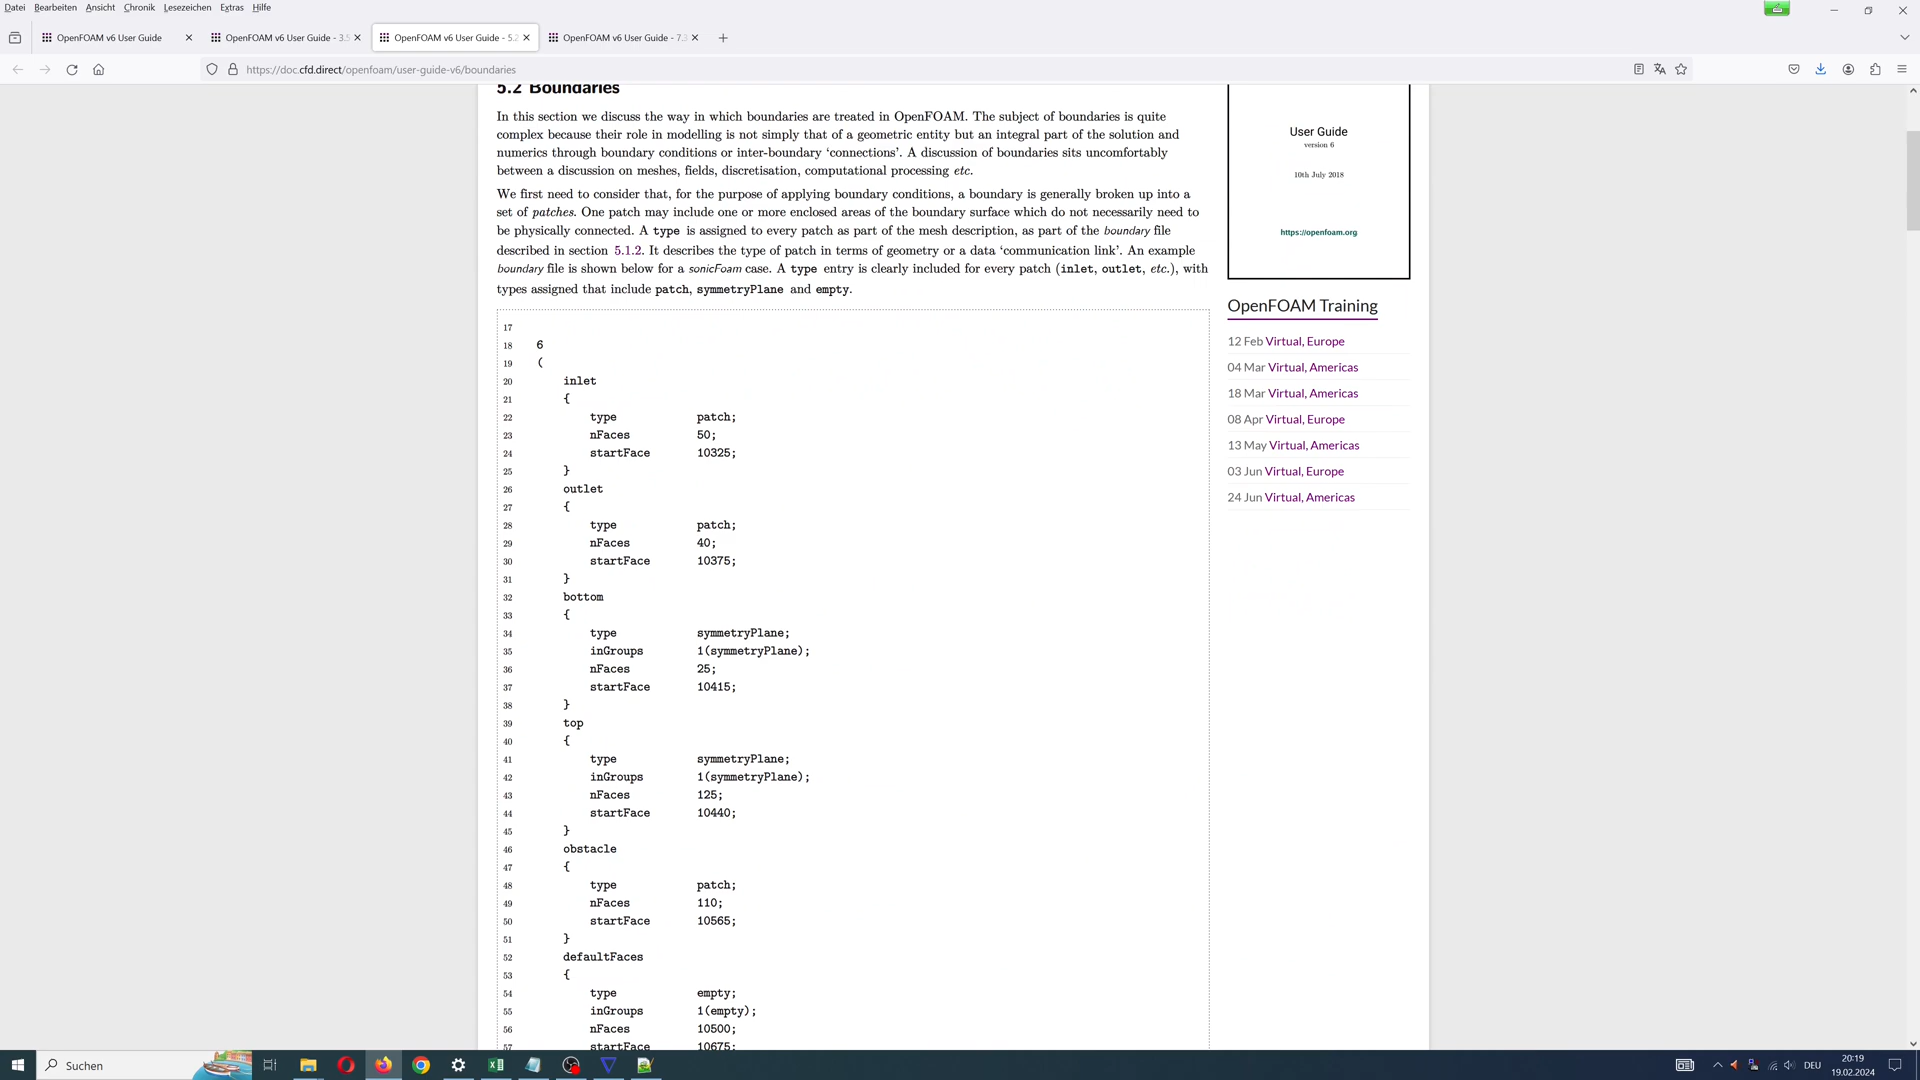 Datei Bearbeiten Ansicht Chronik Lesezeichen Extras Hilfe
OpenFOAM v6 User Guide
OpenFOAM v6 User Guide - 3.5
OpenFOAM v6 User Guide - 5.2
OpenFOAM v6 User Guide - 7.3
https://doc.cfd.direct/openfoam/user-guide-v6/boundaries
5.2 Boundaries
In this section we discuss the way in which boundaries are treated in OpenFOAM. The subject of boundaries is quite
complex because their role in modelling is not simply that of a geometric entity but an integral part of the solution and
numerics through boundary conditions or inter-boundary ‘connections’. A discussion of boundaries sits uncomfortably
between a discussion on meshes, fields, discretisation, computational processing etc.
We first need to consider that, for the purpose of applying boundary conditions, a boundary is generally broken up into a
set of patches. One patch may include one or more enclosed areas of the boundary surface which do not necessarily need to
be physically connected. A type is assigned to every patch as part of the mesh description, as part of the boundary file
described in section 5.1.2. It describes the type of patch in terms of geometry or a data ‘communication link’. An example
boundary file is shown below for a sonicFoam case. A type entry is clearly included for every patch (inlet, outlet, etc.), with
types assigned that include patch, symmetryPlane and empty.
17
18 6
19 (
20 inlet
21 {
22 type patch;
23 nFaces 50;
24 startFace 10325;
25 }
26 outlet
27 {
28 type patch;
29 nFaces 40;
30 startFace 10375;
31 }
32 bottom
33 {
34 type symmetryPlane;
35 inGroups 1(symmetryPlane);
36 nFaces 25;
37 startFace 10415;
38 }
39 top
40 {
41 type symmetryPlane;
42 inGroups 1(symmetryPlane);
43 nFaces 125;
44 startFace 10440;
45 }
46 obstacle
47 {
48 type patch;
49 nFaces 110;
50 startFace 10565;
51 }
52 defaultFaces
53 {
54 type empty;
55 inGroups 1(empty);
56 nFaces 10500;
57 startFace 10675;
User Guide
version 6
10th July 2018
https://openfoam.org
OpenFOAM Training
12 Feb Virtual, Europe
04 Mar Virtual, Americas
18 Mar Virtual, Americas
08 Apr Virtual, Europe
13 May Virtual, Americas
03 Jun Virtual, Europe
24 Jun Virtual, Americas
Suchen
DEU
20:19
19.02.2024